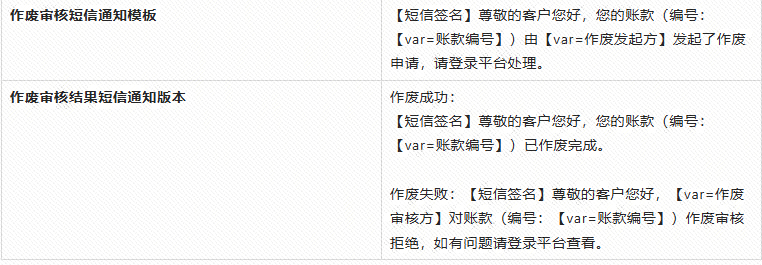 作废审核短信通知模板
【短信签名】尊敬的客户您好，您的账款（编号：
【var=账款编号】）由【var=作废发起方】发起了作废
申请，请登录平台处理。
作废审核结果短信通知版本
作废成功：
【短信签名】尊敬的客户您好，您的账款（编号：
【var=账款编号】）已作废完成。
作废失败：【短信签名】尊敬的客户您好，【var=作废
审核方】对账款（编号：【var=账款编号】）作废审核
拒绝，如有问题请登录平台查看。